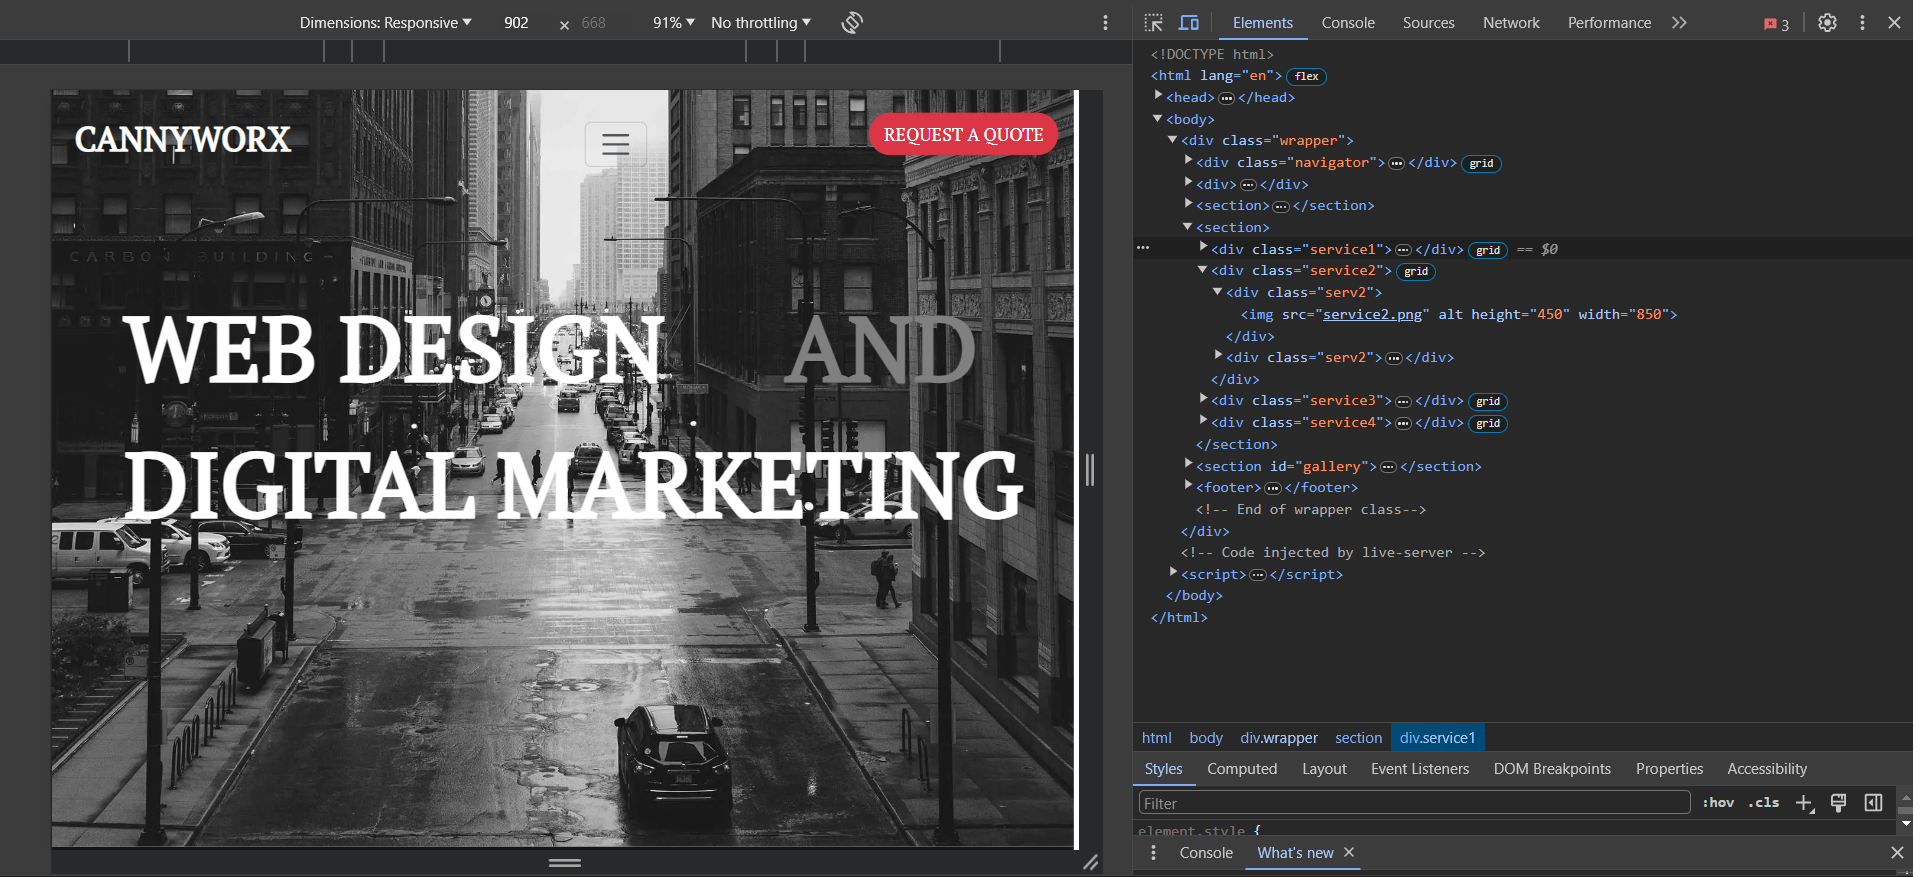 Dimensions: Responsive 902 × 668 91% No throttling
Elements Console Sources Network Performance 3
CANNYWORX
REQUEST A QUOTE
CARBON BUILDING
WEB DESIGN AND
DIGITAL MARKETING
<!DOCTYPE html>
<html lang="en"> flex
<head> ••• </head>
<body>
<div class="wrapper">
<div class="navigator"> ••• </div> grid
<div> ••• </div>
<section> ••• </section>
<section>
••• <div class="service1"> ••• </div> grid == $0
<div class="service2"> grid
<div class="serv2">
<img src="service2.png" alt height="450" width="850">
</div>
<div class="serv2"> ••• </div>
</div>
<div class="service3"> ••• </div> grid
<div class="service4"> ••• </div> grid
</section>
<section id="gallery"> ••• </section>
<footer> ••• </footer>
<!-- End of wrapper class-->
</div>
<!-- Code injected by live-server -->
<script> ••• </script>
</body>
</html>
html body div.wrapper section div.service1
Styles Computed Layout Event Listeners DOM Breakpoints Properties Accessibility
Filter :hov .cls
element.style {
Console What's new